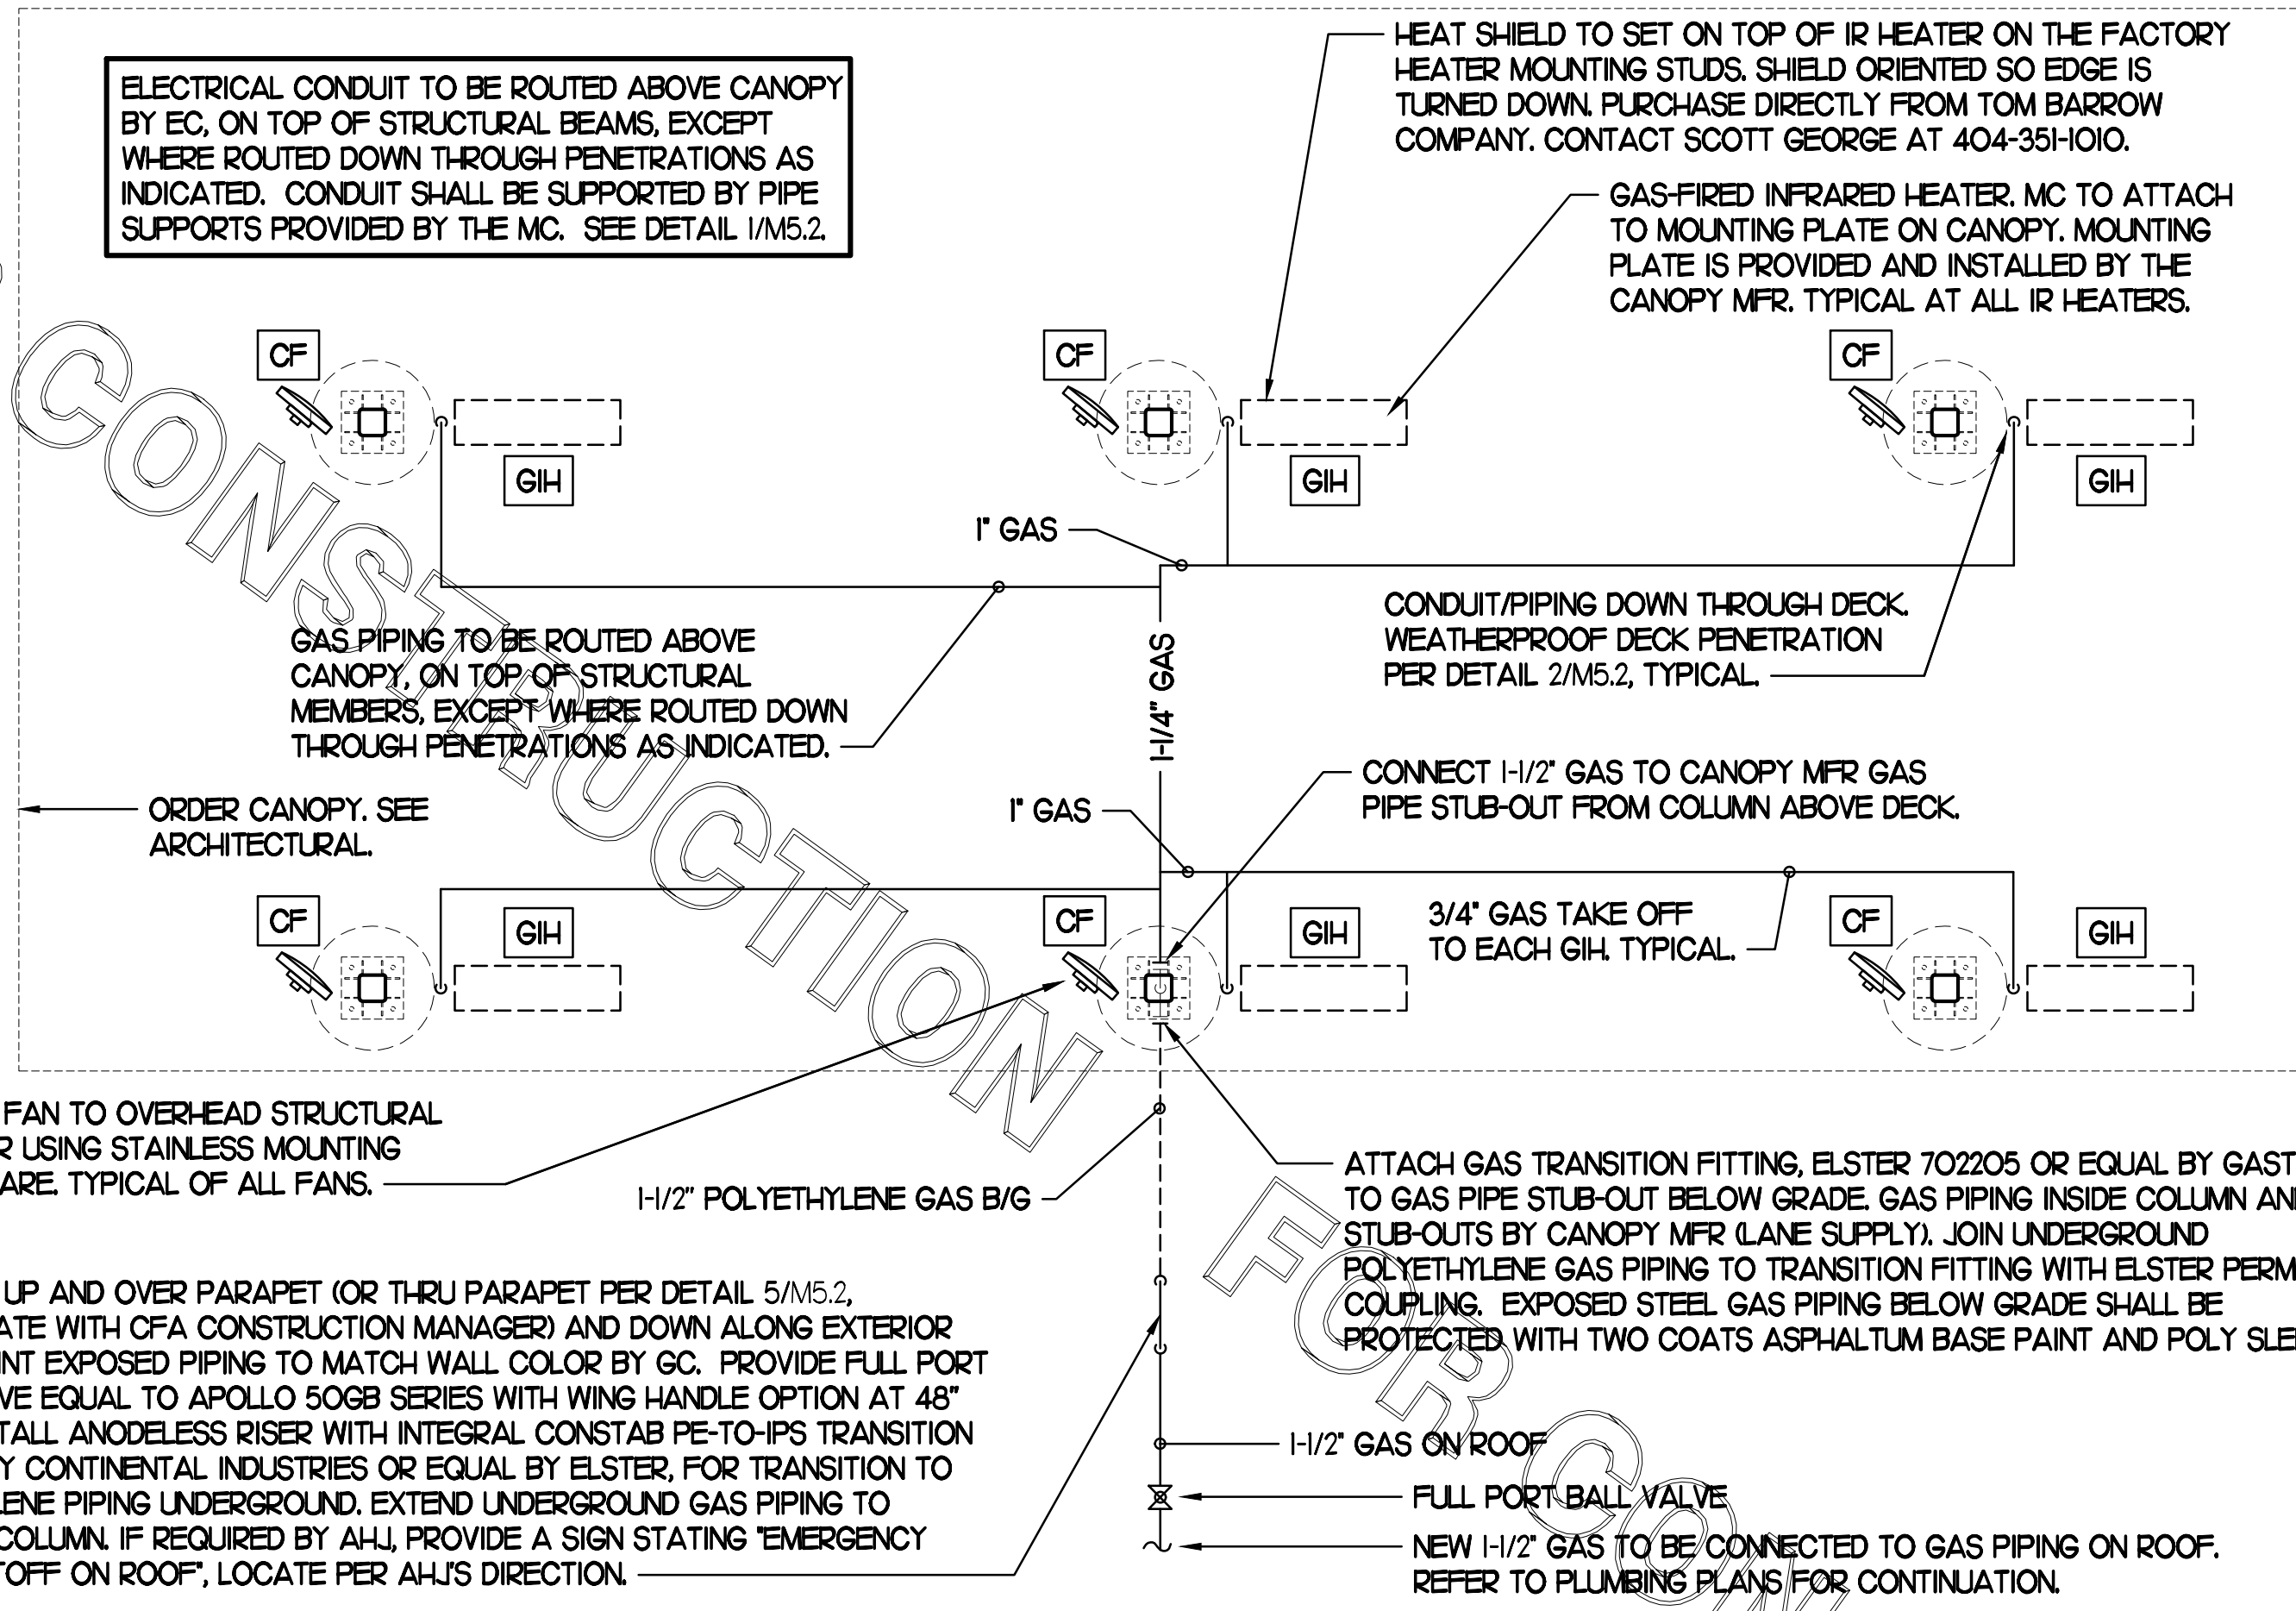 HEAT SHIELD TO SET ON TOP OF IR HEATER ON THE FACTORY
HEATER MOUNTING STUDS. SHIELD ORIENTED SO EDGE IS
TURNED DOWN. PURCHASE DIRECTLY FROM TOM BARROW
COMPANY. CONTACT SCOTT GEORGE AT 404-351-1010.
ELECTRICAL CONDUIT TO BE ROUTED ABOVE CANOPY
BY EC, ON TOP OF STRUCTURAL BEAMS, EXCEPT
WHERE ROUTED DOWN THROUGH PENETRATIONS AS
INDICATED. CONDUIT SHALL BE SUPPORTED BY PIPE
SUPPORTS PROVIDED BY THE MC. SEE DETAIL 1/M5.2.
GAS-FIRED INFRARED HEATER. MC TO ATTACH
TO MOUNTING PLATE ON CANOPY. MOUNTING
PLATE IS PROVIDED AND INSTALLED BY THE
CANOPY MFR. TYPICAL AT ALL IR HEATERS.
CF
CF
CF
GIH
GIH
GIH
1" GAS
CONDUIT/PIPING DOWN THROUGH DECK.
WEATHERPROOF DECK PENETRATION
PER DETAIL 2/M5.2, TYPICAL.
GAS PIPING TO BE ROUTED ABOVE
CANOPY, ON TOP OF STRUCTURAL
MEMBERS, EXCEPT WHERE ROUTED DOWN
THROUGH PENETRATIONS AS INDICATED.
1-1/4" GAS
CONNECT 1-1/2" GAS TO CANOPY MFR GAS
PIPE STUB-OUT FROM COLUMN ABOVE DECK.
ORDER CANOPY. SEE
ARCHITECTURAL.
1" GAS
CF
GIH
CF
GIH
3/4" GAS TAKE OFF
TO EACH GIH. TYPICAL.
CF
GIH
FAN TO OVERHEAD STRUCTURAL
R USING STAINLESS MOUNTING
ARE. TYPICAL OF ALL FANS.
1-1/2" POLYETHYLENE GAS B/G
ATTACH GAS TRANSITION FITTING, ELSTER 702205 OR EQUAL BY GAST
TO GAS PIPE STUB-OUT BELOW GRADE. GAS PIPING INSIDE COLUMN AN
STUB-OUTS BY CANOPY MFR (LANE SUPPLY). JOIN UNDERGROUND
POLYETHYLENE GAS PIPING TO TRANSITION FITTING WITH ELSTER PERM
COUPLING. EXPOSED STEEL GAS PIPING BELOW GRADE SHALL BE
PROTECTED WITH TWO COATS ASPHALTUM BASE PAINT AND POLY SLE
UP AND OVER PARAPET (OR THRU PARAPET PER DETAIL 5/M5.2,
ATE WITH CFA CONSTRUCTION MANAGER) AND DOWN ALONG EXTERIOR
INT EXPOSED PIPING TO MATCH WALL COLOR BY GC. PROVIDE FULL PORT
VE EQUAL TO APOLLO 50GB SERIES WITH WING HANDLE OPTION AT 48"
TALL ANODELESS RISER WITH INTEGRAL CONSTAB PE-TO-IPS TRANSITION
Y CONTINENTAL INDUSTRIES OR EQUAL BY ELSTER, FOR TRANSITION TO
LENE PIPING UNDERGROUND. EXTEND UNDERGROUND GAS PIPING TO
COLUMN. IF REQUIRED BY AHJ, PROVIDE A SIGN STATING "EMERGENCY
TOFF ON ROOF", LOCATE PER AHJ'S DIRECTION.
1-1/2" GAS ON ROOF
FULL PORT BALL VALVE
NEW 1-1/2" GAS TO BE CONNECTED TO GAS PIPING ON ROOF.
REFER TO PLUMBING PLANS FOR CONTINUATION.
CONSTRUCTION
FOR CON